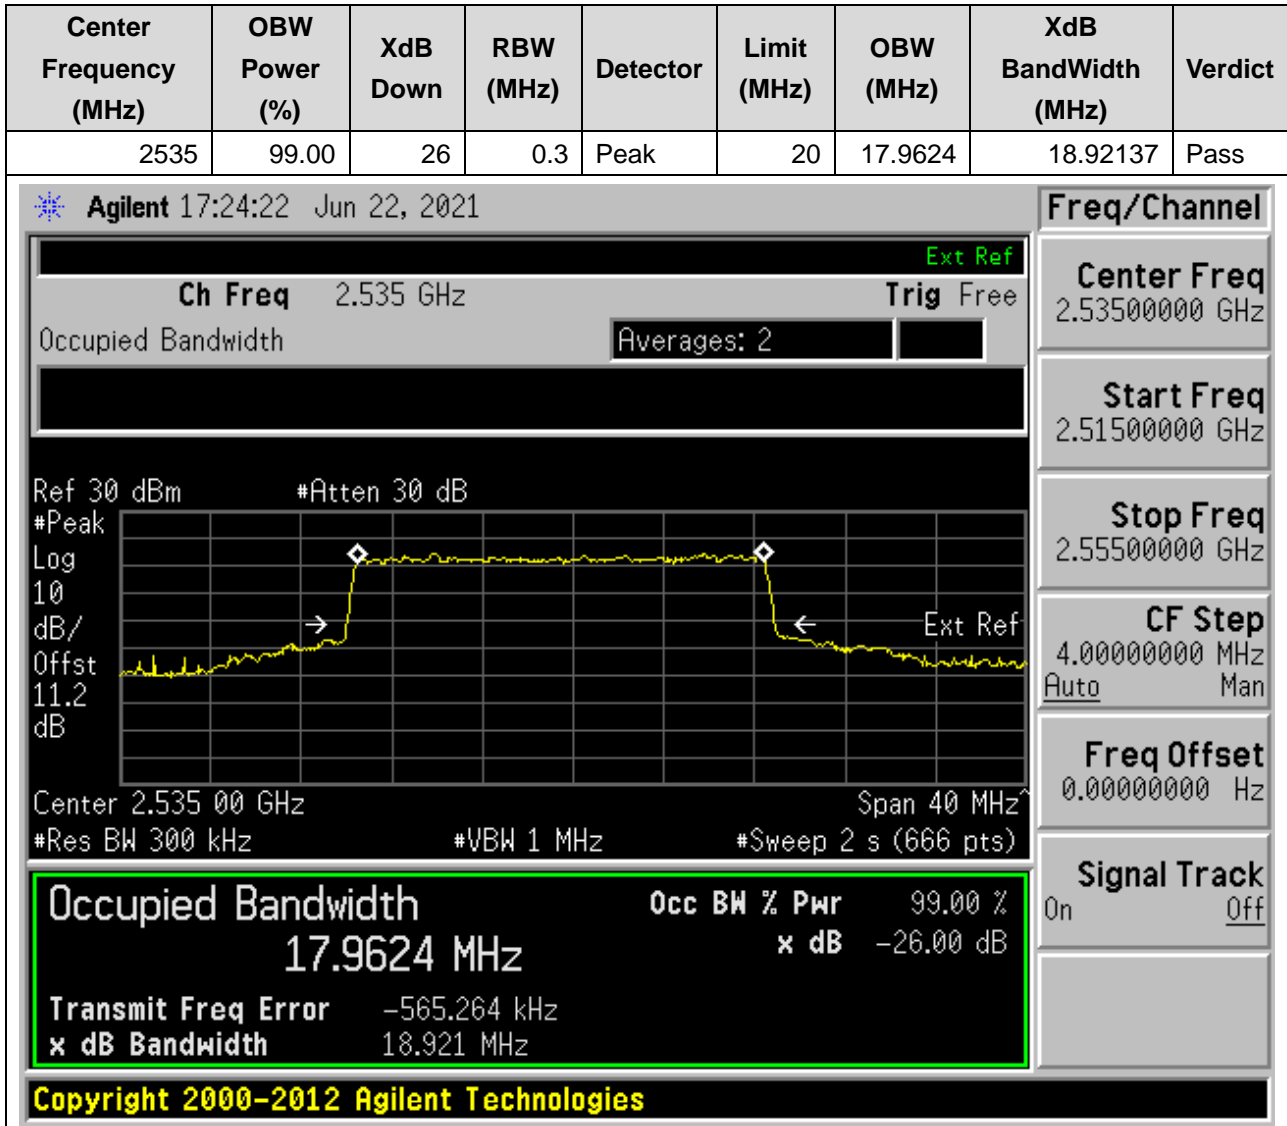 Center Frequency (MHz) OBW Power (%) XdB Down RBW (MHz) Detector Limit (MHz) OBW (MHz) XdB BandWidth (MHz) Verdict
2535 99.00 26 0.3 Peak 20 17.9624 18.92137 Pass
Agilent 17:24:22 Jun 22, 2021
Freq/Channel
Ext Ref
Ch Freq 2.535 GHz Trig Free
Occupied Bandwidth Averages: 2
Center Freq
2.53500000 GHz
Start Freq
2.51500000 GHz
Stop Freq
2.55500000 GHz
CF Step
4.00000000 MHz
Auto Man
Freq Offset
0.00000000 Hz
Signal Track
On Off
Ref 30 dBm #Atten 30 dB
#Peak
Log
10
dB/
Offst
11.2
dB
Ext Ref
Center 2.535 00 GHz Span 40 MHz^
#Res BW 300 kHz #VBW 1 MHz #Sweep 2 s (666 pts)
Occupied Bandwidth Occ BW % Pwr 99.00 %
17.9624 MHz x dB -26.00 dB
Transmit Freq Error -565.264 kHz
x dB Bandwidth 18.921 MHz
Copyright 2000-2012 Agilent Technologies